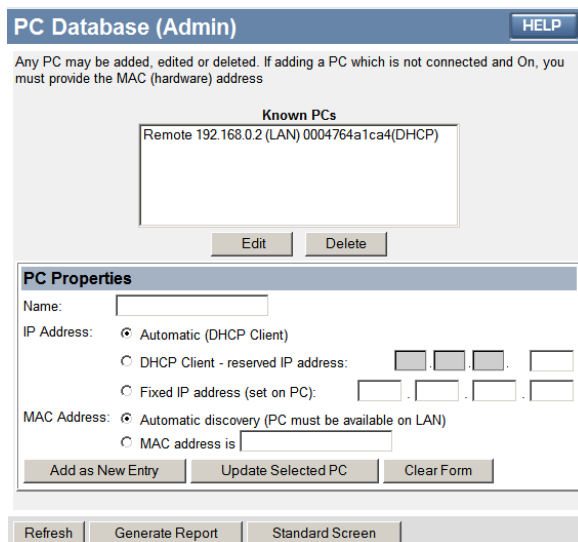 PC Database (Admin) HELP
Any PC may be added, edited or deleted. If adding a PC which is not connected and On, you
must provide the MAC (hardware) address
Known PCs
Remote 192.168.0.2 (LAN) 0004764a1ca4(DHCP)
Edit Delete
PC Properties
Name:
IP Address: Automatic (DHCP Client)
DHCP Client - reserved IP address: . . .
Fixed IP address (set on PC): . . .
MAC Address: Automatic discovery (PC must be available on LAN)
MAC address is
Add as New Entry Update Selected PC Clear Form
Refresh Generate Report Standard Screen